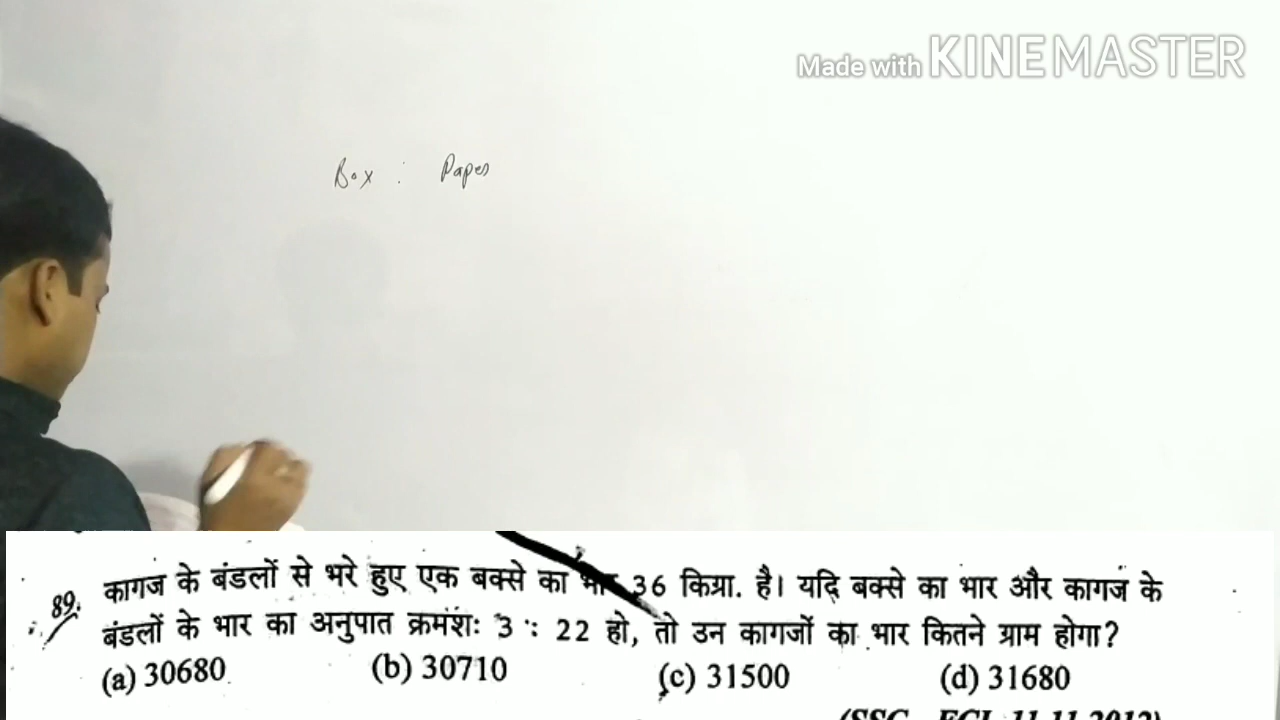 Made with KINEMASTER
Box : Paper
89. कागज के बंडलों से भरे हुए एक बक्से का भार 36 किग्रा. है। यदि बक्से का भार और कागज के
बंडलों के भार का अनुपात क्रमंशः 3 : 22 हो, तो उन कागजों का भार कितने ग्राम होगा?
(a) 30680 (b) 30710 (c) 31500 (d) 31680